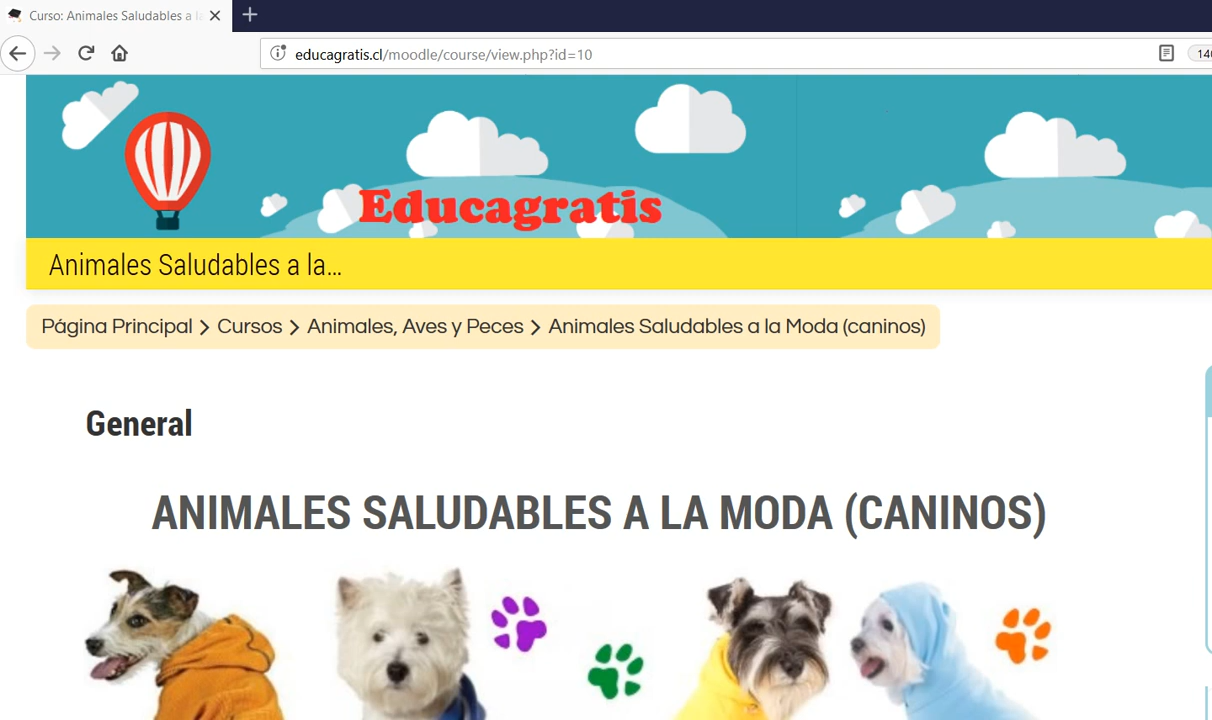 Curso: Animales Saludables a la
educagratis.cl/moodle/course/view.php?id=10
140
Educagratis
Animales Saludables a la...
Página Principal > Cursos > Animales, Aves y Peces > Animales Saludables a la Moda (caninos)
General
ANIMALES SALUDABLES A LA MODA (CANINOS)